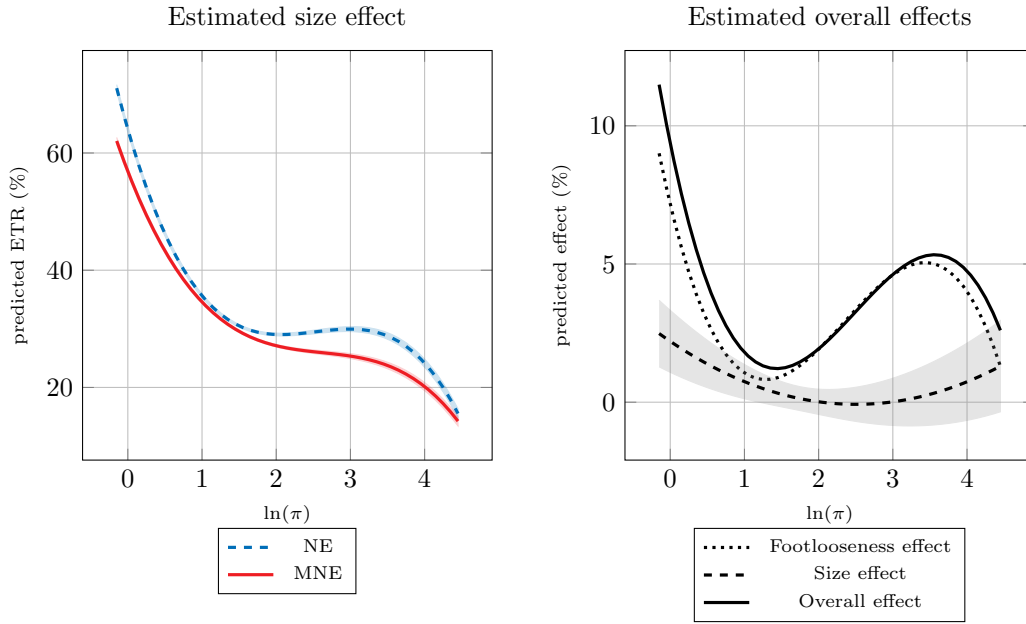 Estimated size effect
60
40
20
predicted ETR (%)
0 1 2 3 4
ln(π)
NE
MNE
Estimated overall effects
10
5
0
predicted effect (%)
0 1 2 3 4
ln(π)
Footlooseness effect
Size effect
Overall effect